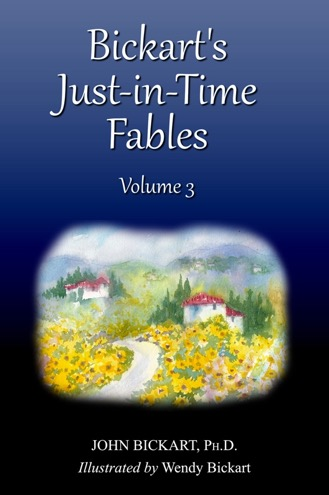 Bickart's
Just-in-Time
Fables
Volume 3
JOHN BICKART, PH.D.
Illustrated by Wendy Bickart